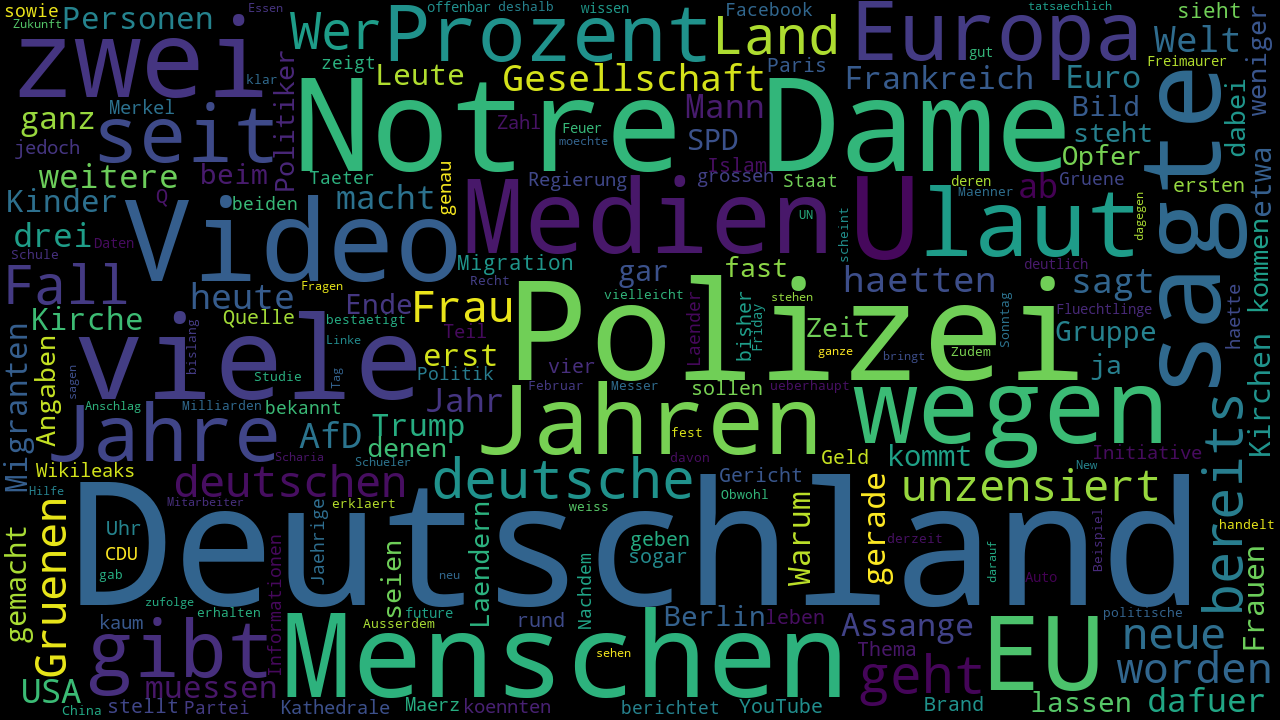 sowie
Personen
Zukunft
zwei
Essen
klar
Wer
Prozent
offenbar
deshalb
wissen
Facebook
Land
Europa
tatsaechlich
sieht
gut
Welt
Freimaurer
weniger
zeigt
Leute
Politiker
Gesellschaft
Paris
Frankreich
Euro
ganz
Merkel
seit
jedoch
Notre Dame
Zahl
Feuer
moechte
Mann
SPD
Islam
Bild
steht
Opfer
dabei
sagte
weitere
beim
Taeter
genau
Regierung
grossen
Staat
deren
Gruene
ersten
Kinder
Q
beiden
macht
Medien
U
UN
Maenner
ab
laut
dagegen
etwa
kommen
drei
Daten
Schule
Video
Migration
gar
fast
scheint
haetten
deutlich
sagt
Fall
heute
Fragen
Recht
Ende
Frau
vielleicht
stehen
Polizei
Kirche
Quelle
bestaetigt
Teil
bisher
Friday
Laender
Zeit
Sonntag
Fluechtlinge
Gruppe
haette
Migranten
Angaben
viele
bislang
Linke
erst
vier
ganze
bringt
Zudem
ja
sagen
Studie
Tag
Politik
Februar
Messer
sollen
ueberhaupt
Anschlag
Milliarden
bekannt
Jahr
Jahre
AfD
Trump
denen
Jahren
fest
wegen
Kirchen
bereits
Wikileaks
Scharia
Schueler
davon
Geld
kommt
Initiative
New
Hilfe
deutschen
deutsche
Gericht
Obwohl
unzensiert
Mitarbeiter
erklaert
weiss
Warum
gerade
handelt
gemacht
Gruenen
Uhr
CDU
gab
Deutschland
Jaehrige
seien
neu
Laendern
geben
sogar
derzeit
darauf
Auto
Beispiel
Frauen
zufolge
erhalten
Informationen
future
Ausserdem
Nachdem
kaum
rund
Berlin
leben
Assange
politische
gibt
Menschen
sehen
Thema
EU
neue
USA
muessen
geht
worden
China
stellt
Partei
Kathedrale
Maerz
koennten
berichtet
YouTube
Brand
lassen
dafuer